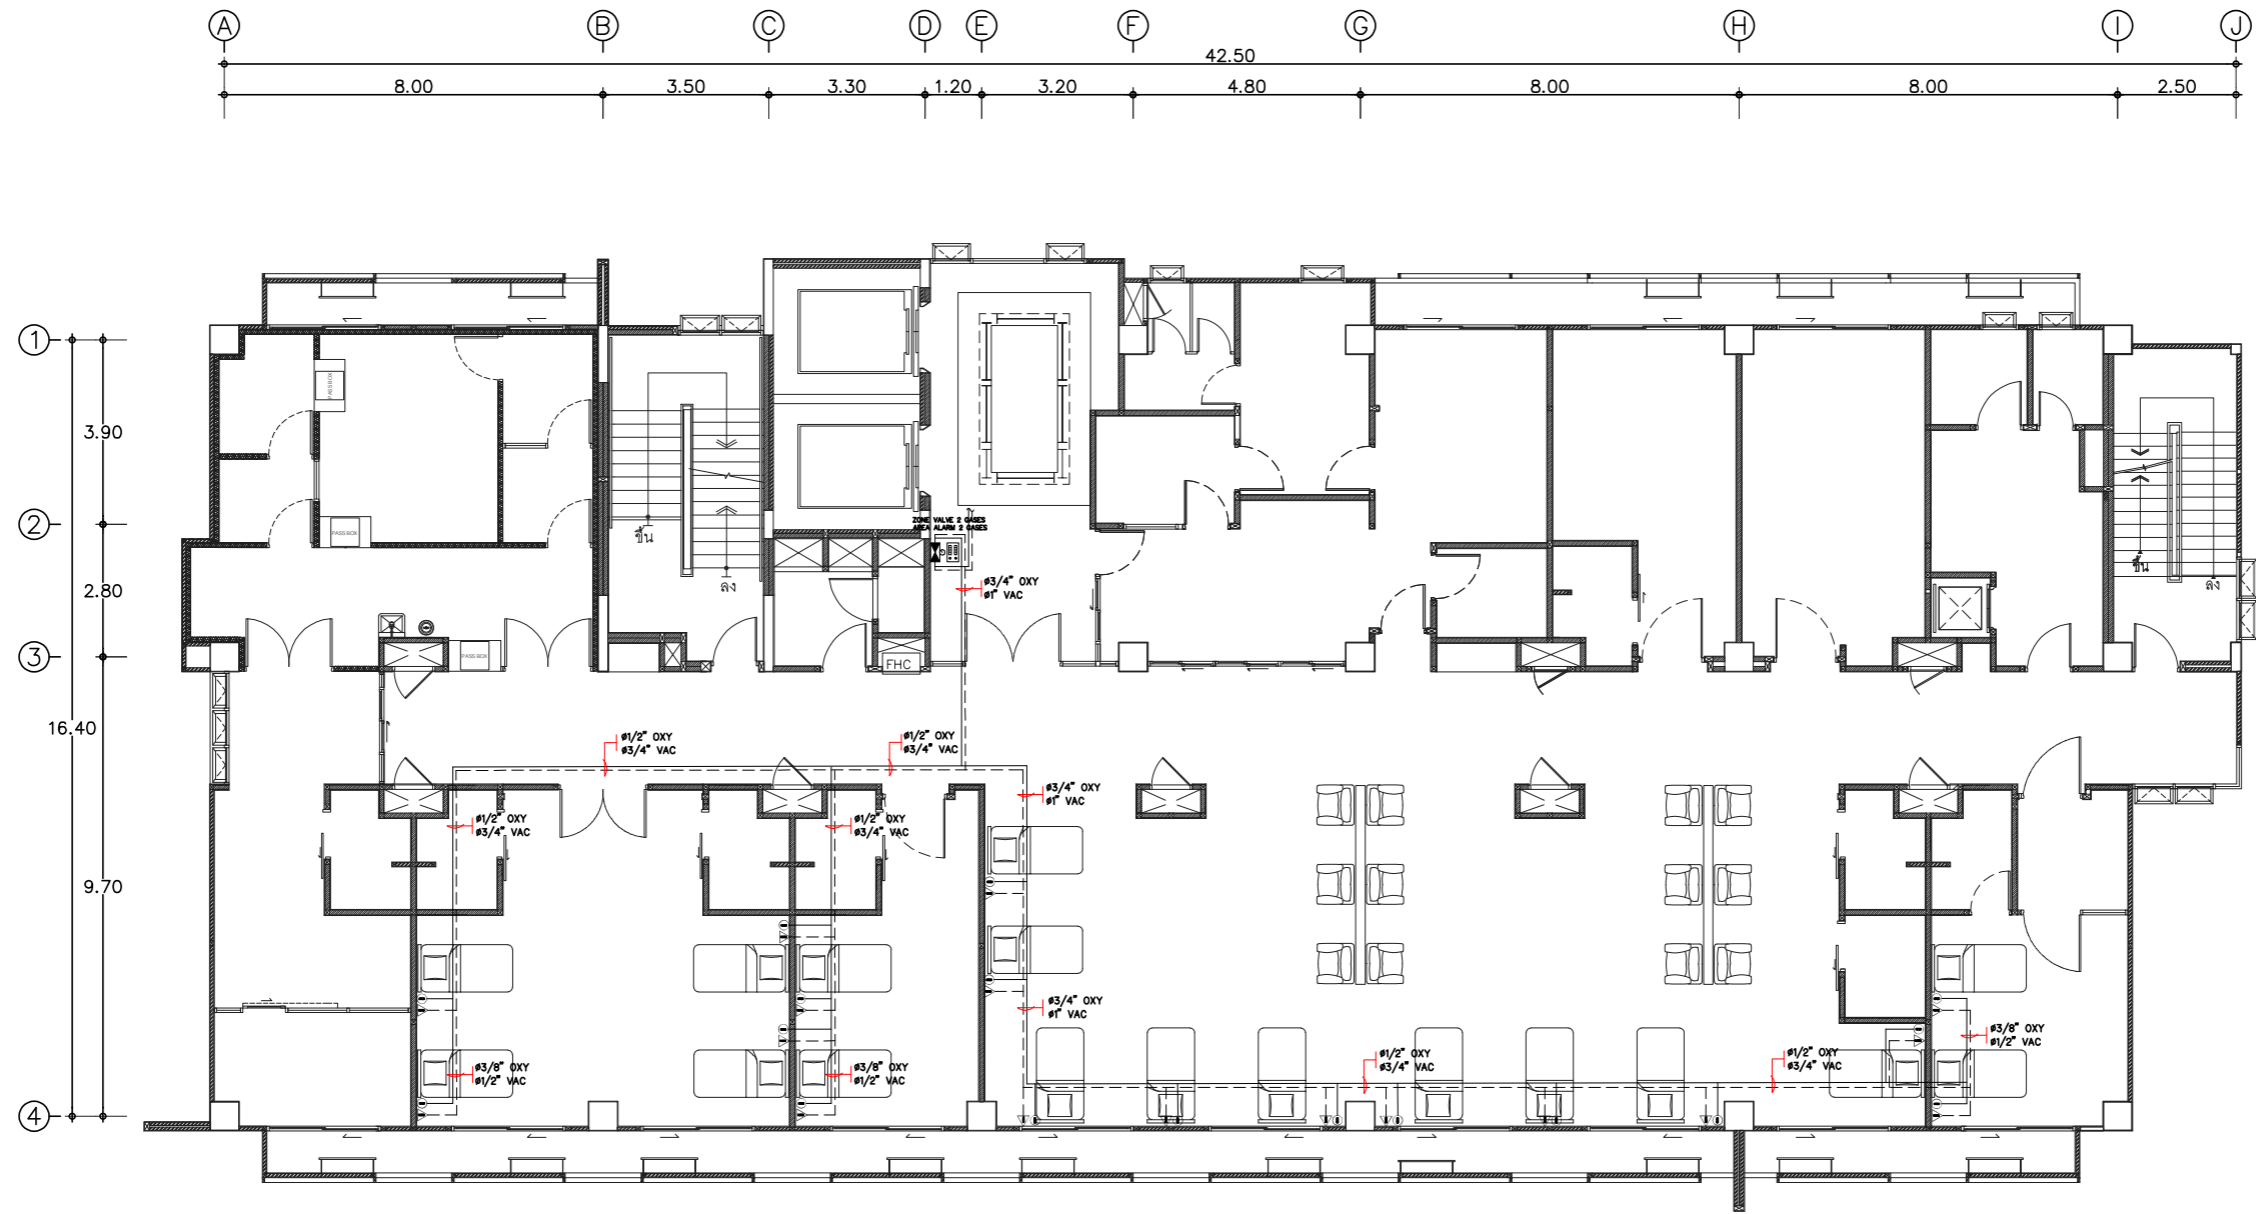 A B C D E F G H I J
42.50
8.00 3.50 3.30 1.20 3.20 4.80 8.00 8.00 2.50
1
3.90
PASS BOX
2
PASS BOX
ขึ้น
ลง
ZONE VALVE 2 GASES
AREA ALARM 2 GASES
ขึ้น
ลง
2.80
ø3/4" OXY
ø1" VAC
3
PASS BOX
FHC
16.40
ø1/2" OXY
ø3/4" VAC
ø1/2" OXY
ø3/4" VAC
ø3/4" OXY
ø1" VAC
ø1/2" OXY
ø3/4" VAC
ø1/2" OXY
ø3/4" VAC
9.70
ø3/4" OXY
ø1" VAC
ø3/8" OXY
ø1/2" VAC
ø1/2" OXY
ø3/4" VAC
ø1/2" OXY
ø3/4" VAC
ø3/8" OXY
ø1/2" VAC
ø3/8" OXY
ø1/2" VAC
4